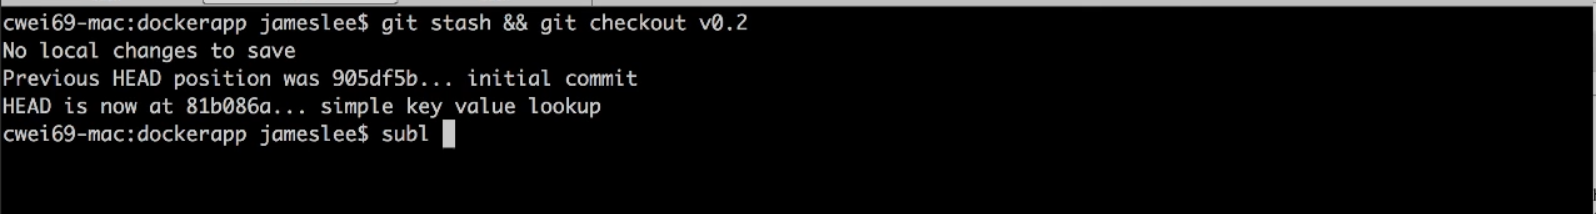 cwei69-mac:dockerapp jameslee$ git stash && git checkout v0.2
No local changes to save
Previous HEAD position was 905df5b... initial commit
HEAD is now at 81b086a... simple key value lookup
cwei69-mac:dockerapp jameslee$ subl